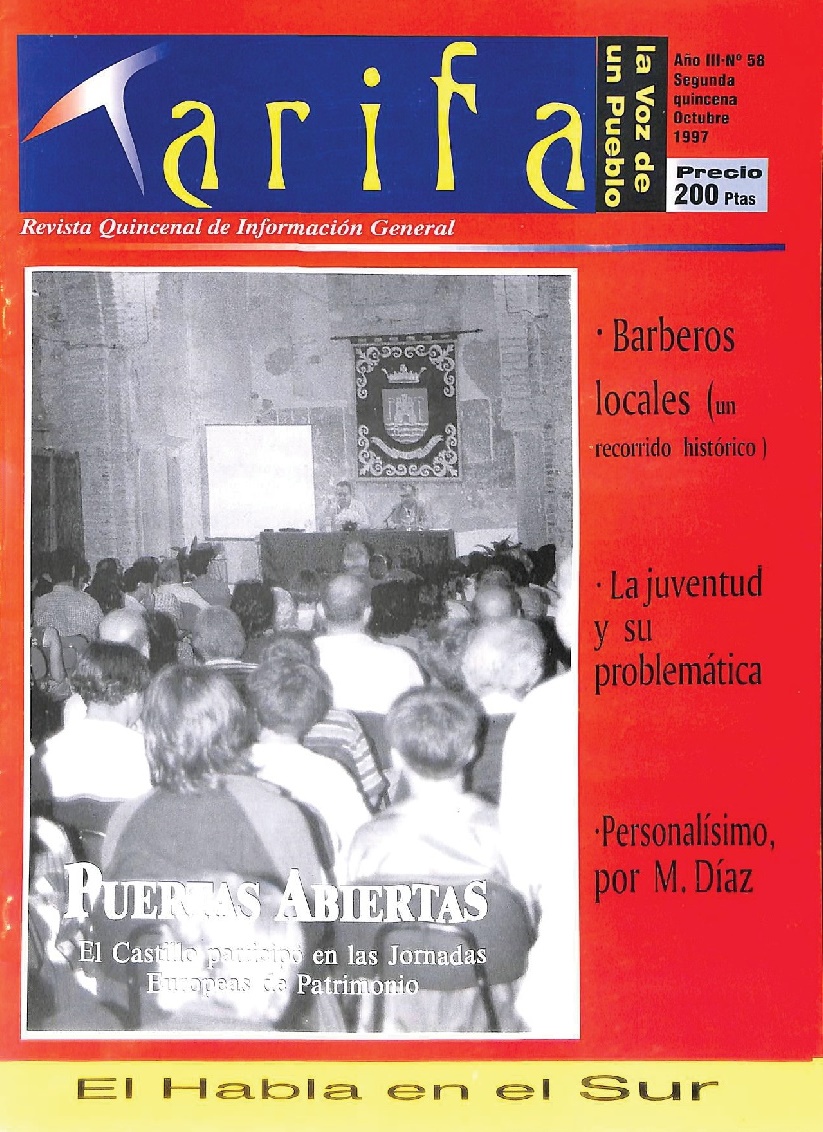 Tarifa
la Voz de
un Pueblo
Año III-Nº 58
Segunda
quincena
Octubre
1997
Precio
200 Ptas
Revista Quincenal de Información General
· Barberos
locales (un
recorrido histórico)
· La juventud
y su
problemática
·Personalísimo,
por M. Díaz
PUERTAS ABIERTAS
El Castillo participó en las Jornadas
Europeas de Patrimonio
El Habla en el Sur